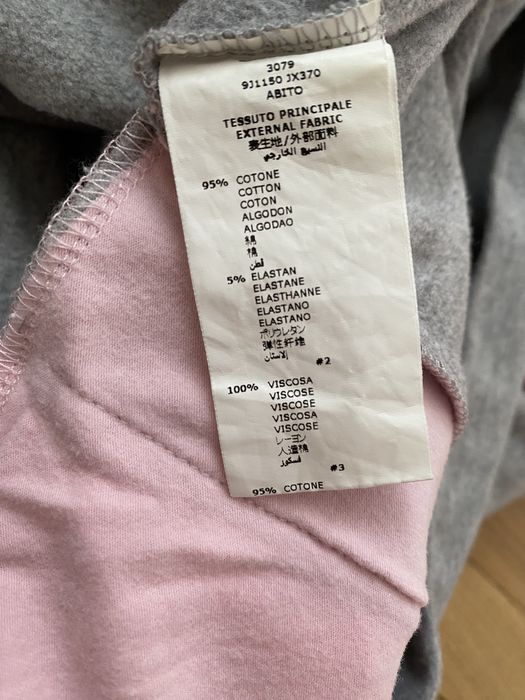 3079
9J1150 JX370
ABITO
TESSUTO PRINCIPALE
EXTERNAL FABRIC
表生地/外部面料
النسيج الخارجي
95% COTONE
COTTON
COTON
ALGODON
ALGODAO
綿
棉
قطن
5% ELASTAN
ELASTANE
ELASTHANNE
ELASTANO
ELASTANO
ポリウレタン
弹性纤维
الاستان
#2
100% VISCOSA
VISCOSE
VISCOSE
VISCOSA
VISCOSE
レーヨン
人造棉
فسكوز
#3
95% COTONE